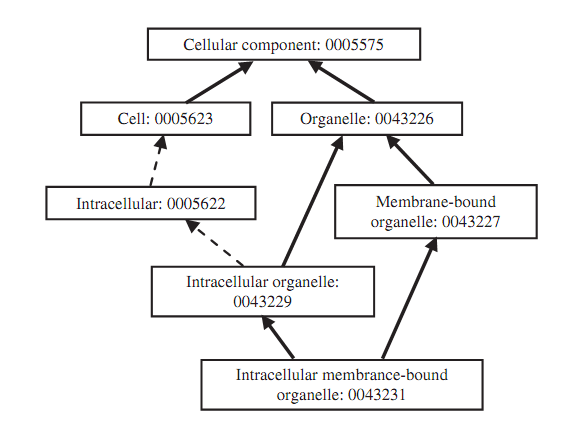 Cellular component: 0005575
Cell: 0005623
Organelle: 0043226
Intracellular: 0005622
Membrane-bound
organelle: 0043227
Intracellular organelle:
0043229
Intracellular membrance-bound
organelle: 0043231